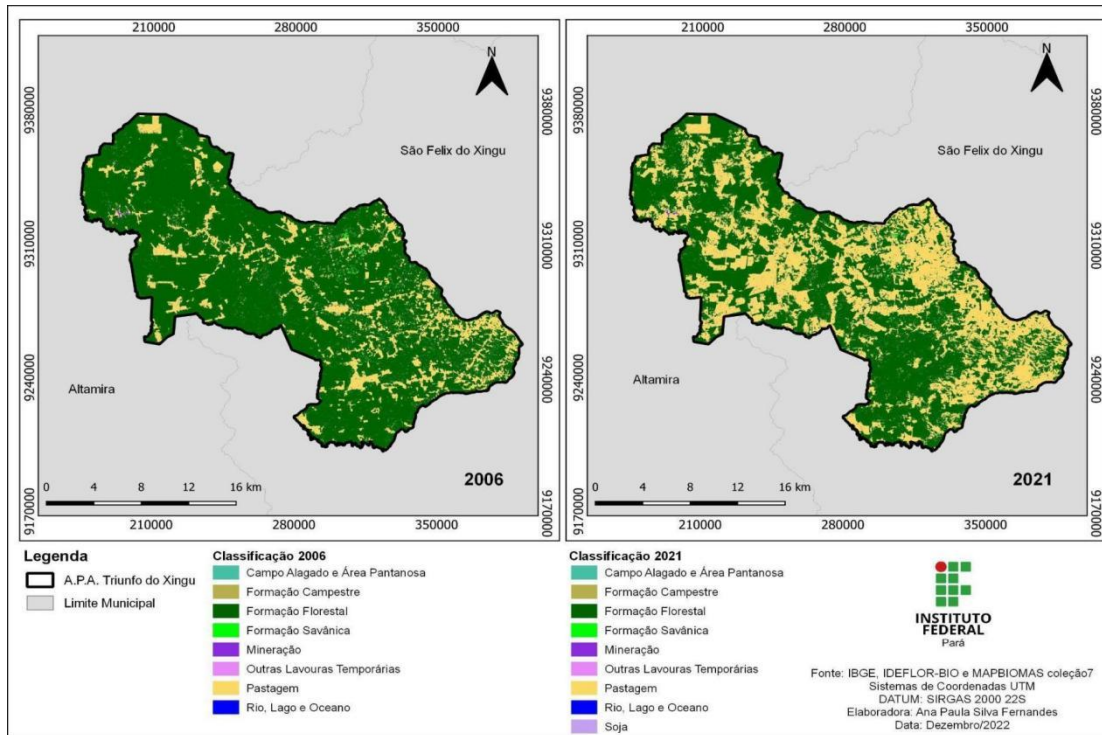 210000 280000 350000
210000 280000 350000
N
N
9380000
9380000
9380000
9380000
São Felix do Xingu
São Felix do Xingu
9310000
93100000
9310000
93100000
Altamira
Altamira
9240000
92400000
9240000
92400000
2006
2021
0 4 8 12 16 km
0 4 8 12 16 km
9170000
91700000
9170000
91700000
210000 280000 350000
210000 280000 350000
Legenda
A.P.A. Triunfo do Xingu
Limite Municipal
Classificação 2006
Campo Alagado e Área Pantanosa
Formação Campestre
Formação Florestal
Formação Savânica
Mineração
Outras Lavouras Temporárias
Pastagem
Rio, Lago e Oceano
Classificação 2021
Campo Alagado e Área Pantanosa
Formação Campestre
Formação Florestal
Formação Savânica
Mineração
Outras Lavouras Temporárias
Pastagem
Rio, Lago e Oceano
Soja
INSTITUTO
FEDERAL
Pará
Fonte: IBGE, IDEFLOR-BIO e MAPBIOMAS coleção7
Sistemas de Coordenadas UTM
DATUM: SIRGAS 2000 22S
Elaboradora: Ana Paula Silva Fernandes
Data: Dezembro/2022